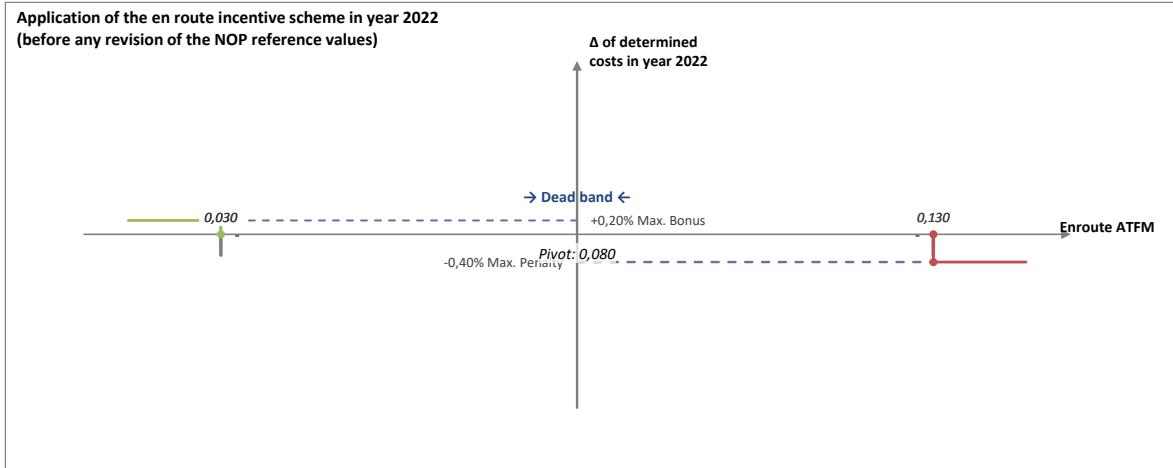 Application of the en route incentive scheme in year 2022
(before any revision of the NOP reference values)
Δ of determined
costs in year 2022
→ Dead band ←
0,030
+0,20% Max. Bonus
0,130
Enroute ATFM
-
-
Pivot: 0,080
-0,40% Max. Penalty